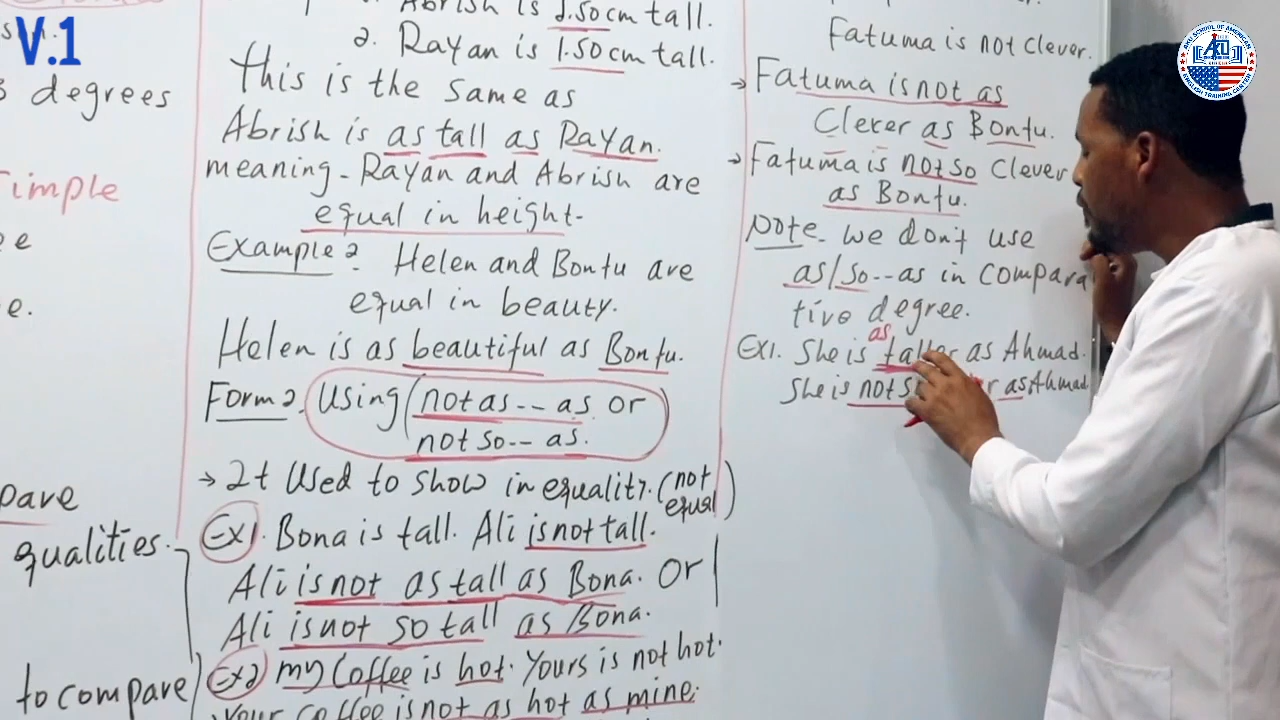 V.1
degrees
imple
e
e.
pare
qualities.
to compare
1. Abrish is 1.50cm tall.
2. Rayan is 1.50cm tall.
This is the same as
Abrish is as tall as Rayan.
meaning - Rayan and Abrish are
equal in height.
Example 2. Helen and Bontu are
equal in beauty.
Helen is as beautiful as Bontu.
Form 2. Using (not as -- as or
not so -- as.
→ It Used to show in equality. (not
equal)
Ex1. Bona is tall. Ali is not tall.
Ali is not as tall as Bona. Or
Ali is not so tall as Bona.
Ex2 my Coffee is hot. Yours is not hot.
→ your coffee is not as hot as mine.
Fatuma is not clever.
→ Fatuma is not as
Clever as Bontu.
→ Fatuma is not so Clever
as Bontu.
Note - we don't use
as/so -- as in compara
tive degree.
as
EX1. She is taller as Ahmad.
She is not as Ahmad